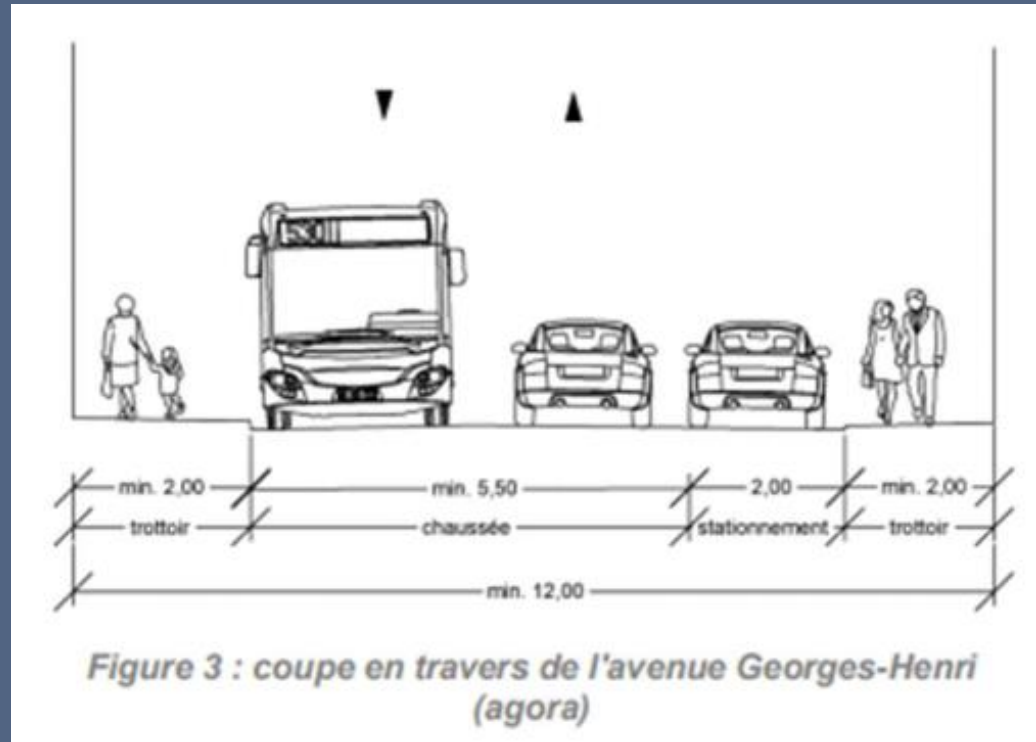 min. 2,00 min. 5,50 2,00 min. 2,00
trottoir chaussée stationnement trottoir
min. 12,00
Figure 3 : coupe en travers de l'avenue Georges-Henri
(agora)